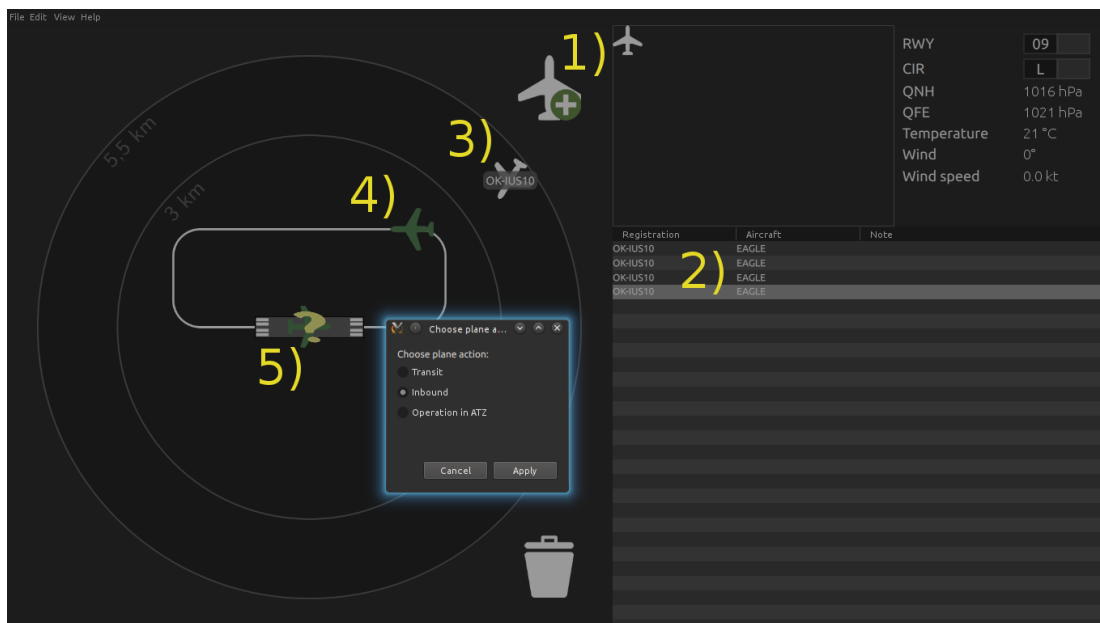 File Edit View Help
1)
RWY 09
CIR L
QNH 1016 hPa
QFE 1021 hPa
Temperature 21 °C
Wind 0°
Wind speed 0.0 kt
5,5 km
3)
OK-IUS10
3 km
4)
Registration Aircraft Note
OK-IUS10 EAGLE
OK-IUS10 EAGLE
2)
OK-IUS10 EAGLE
OK-IUS10 EAGLE
?
5)
Choose plane a...
Choose plane action:
Transit
Inbound
Operation in ATZ
Cancel Apply